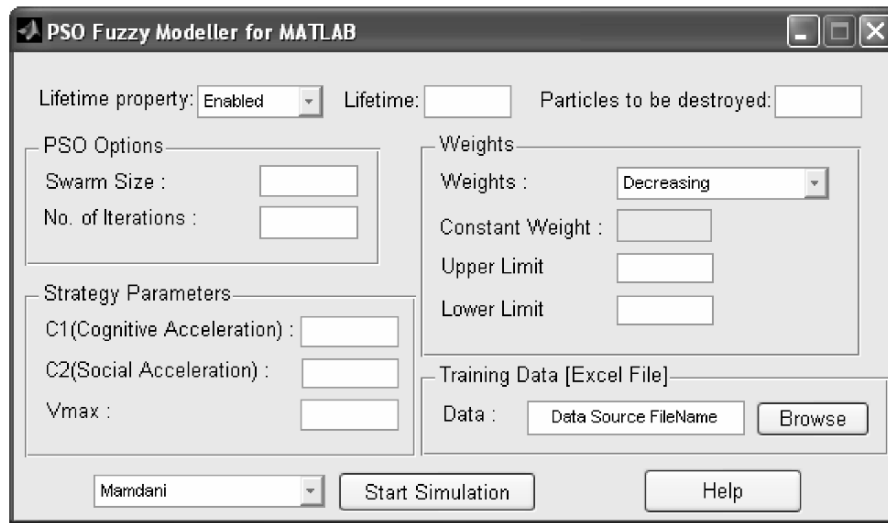 PSO Fuzzy Modeller for MATLAB
Lifetime property: Enabled Lifetime: Particles to be destroyed:
PSO Options
Swarm Size :
No. of Iterations :
Weights
Weights : Decreasing
Constant Weight :
Upper Limit
Lower Limit
Strategy Parameters
C1(Cognitive Acceleration) :
C2(Social Acceleration) :
Vmax :
Training Data [Excel File]
Data : Data Source FileName Browse
Mamdani Start Simulation Help